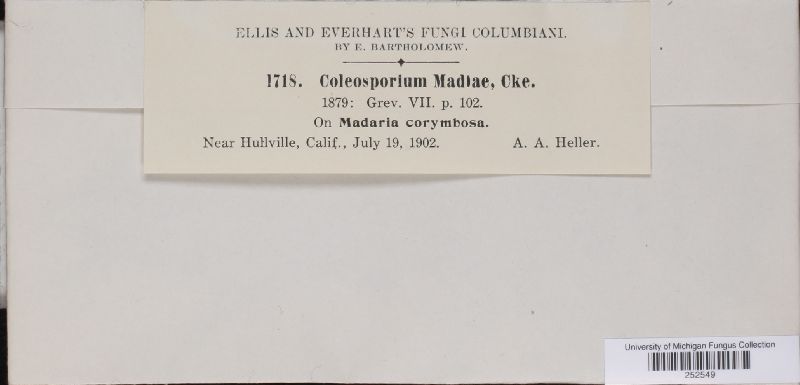 ELLIS AND EVERHART'S FUNGI COLUMBIANI.
BY E. BARTHOLOMEW.
1718. Coleosporium Madiae, Cke.
1879: Grev. VII. p. 102.
On Madaria corymbosa.
Near Hullville, Calif., July 19, 1902. A. A. Heller.
University of Michigan Fungus Collection
252549